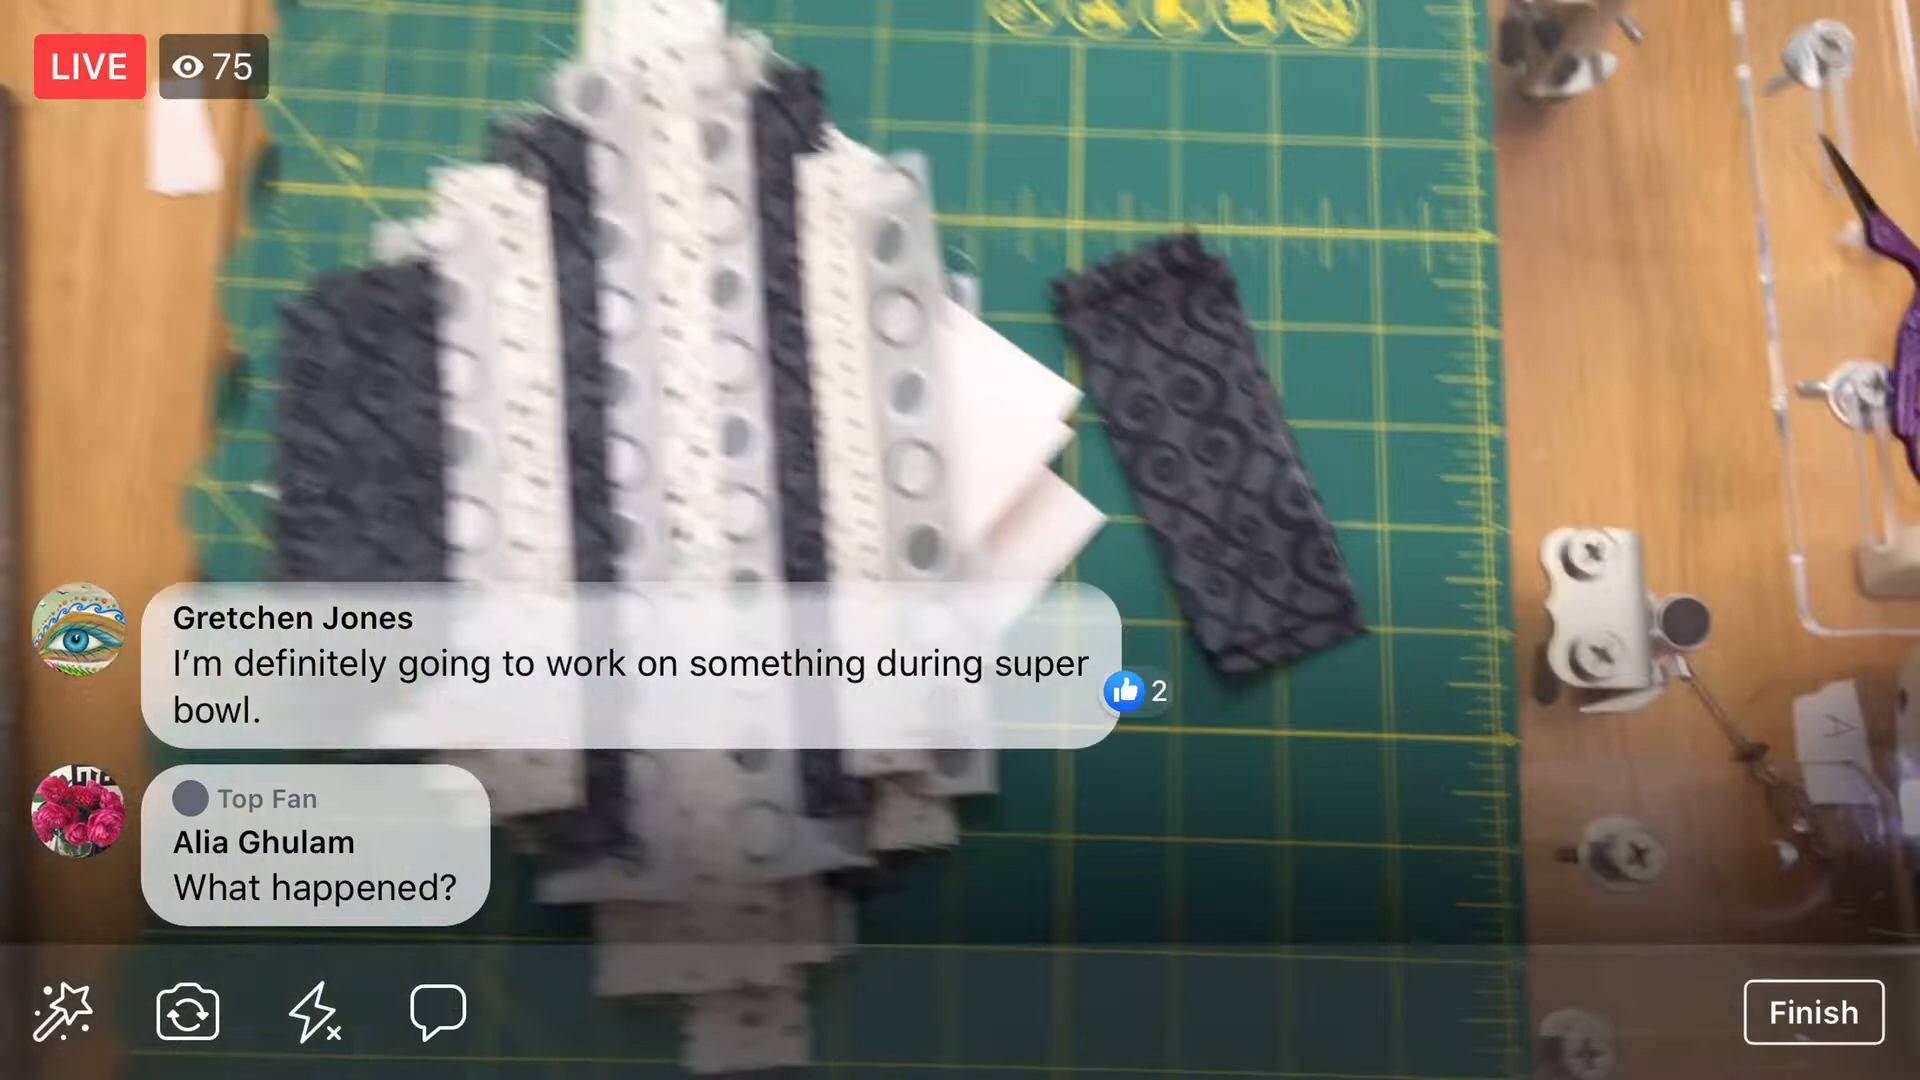 LIVE 75
Gretchen Jones
I’m definitely going to work on something during super
bowl.
2
Top Fan
Alia Ghulam
What happened?
A
Finish